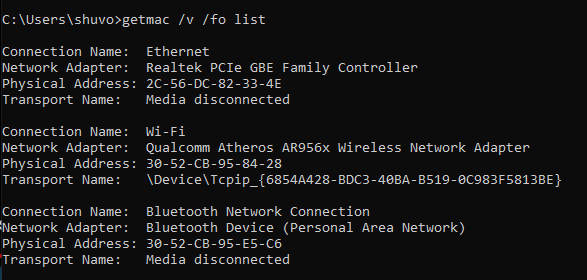 C:\Users\shuvo>getmac /v /fo list
Connection Name:  Ethernet
Network Adapter:  Realtek PCIe GBE Family Controller
Physical Address: 2C-56-DC-82-33-4E
Transport Name:   Media disconnected
Connection Name:  Wi-Fi
Network Adapter:  Qualcomm Atheros AR956x Wireless Network Adapter
Physical Address: 30-52-CB-95-84-28
Transport Name:   \Device\Tcpip_{6854A428-BDC3-40BA-B519-0C983F5813BE}
Connection Name:  Bluetooth Network Connection
Network Adapter:  Bluetooth Device (Personal Area Network)
Physical Address: 30-52-CB-95-E5-C6
Transport Name:   Media disconnected